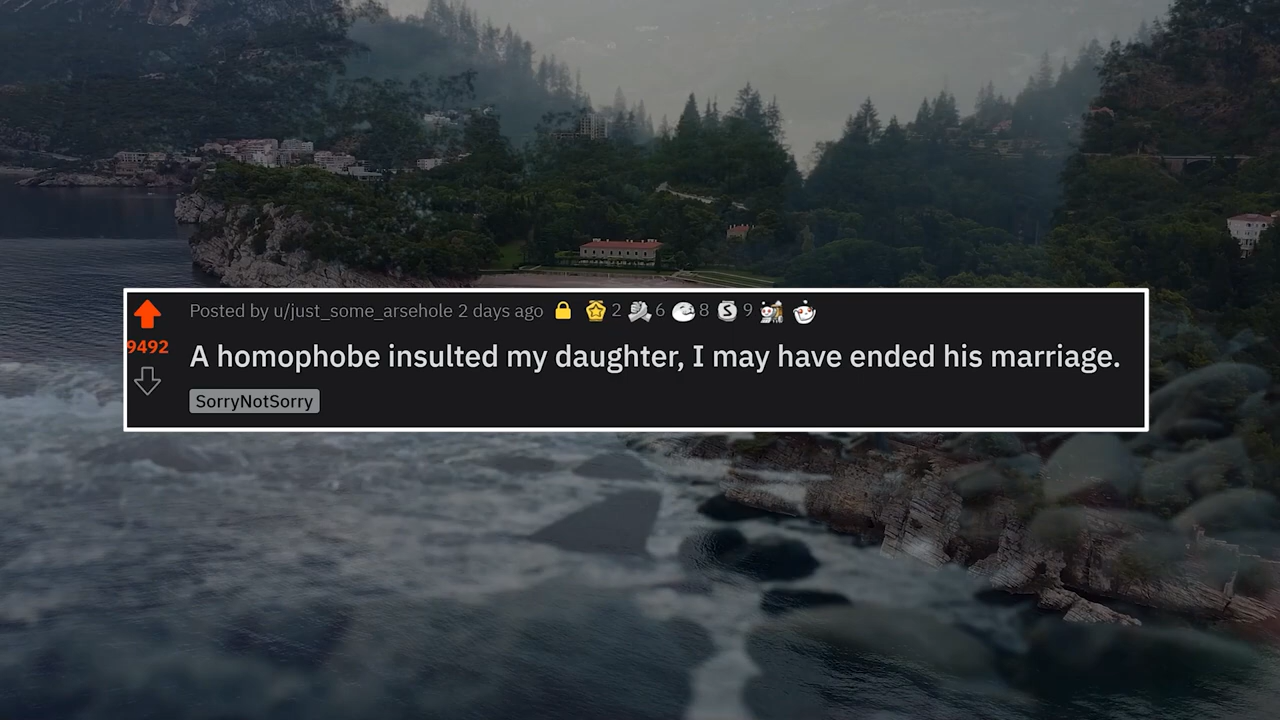 Posted by u/just_some_arsehole 2 days ago 2 6 8 S 9
9492
A homophobe insulted my daughter, I may have ended his marriage.
SorryNotSorry